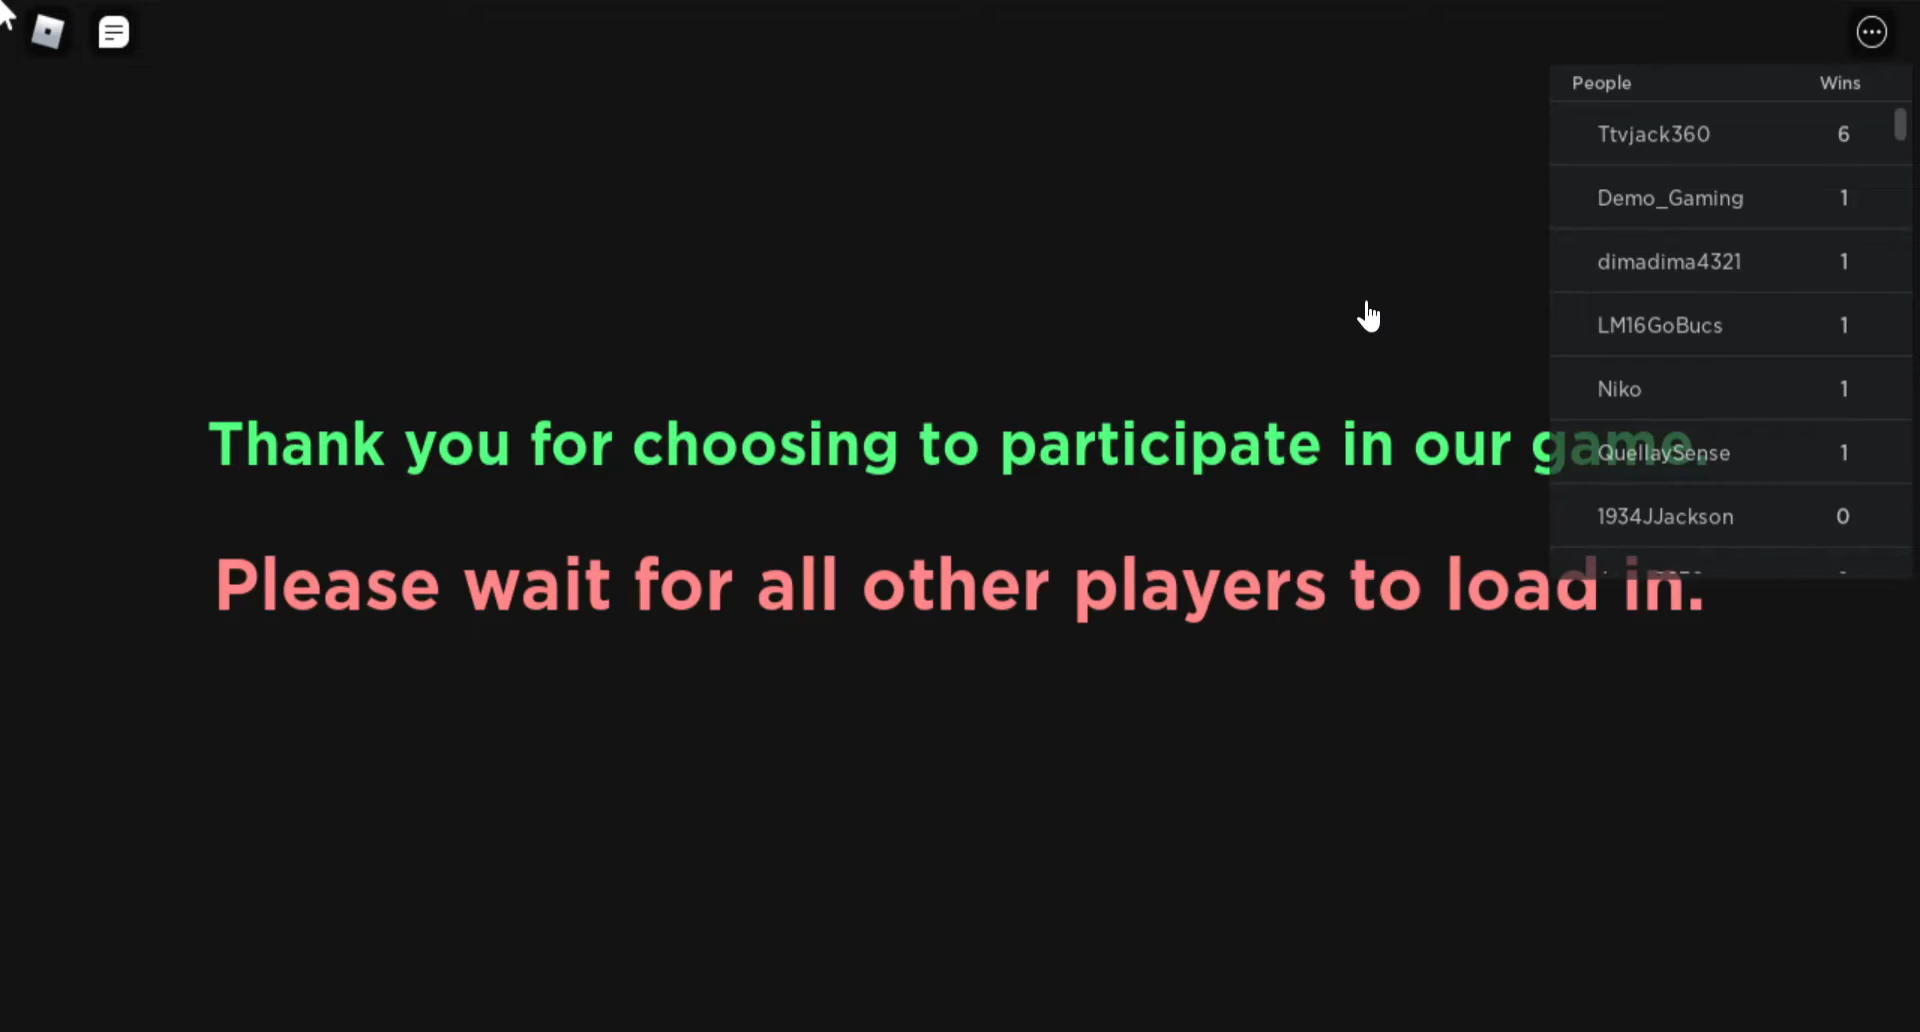 People Wins
Ttvjack360 6
Demo_Gaming 1
dimadima4321 1
LM16GoBucs 1
Niko 1
Thank you for choosing to participate in our game.
QuellaySense 1
1934JJackson 0
Please wait for all other players to load in.